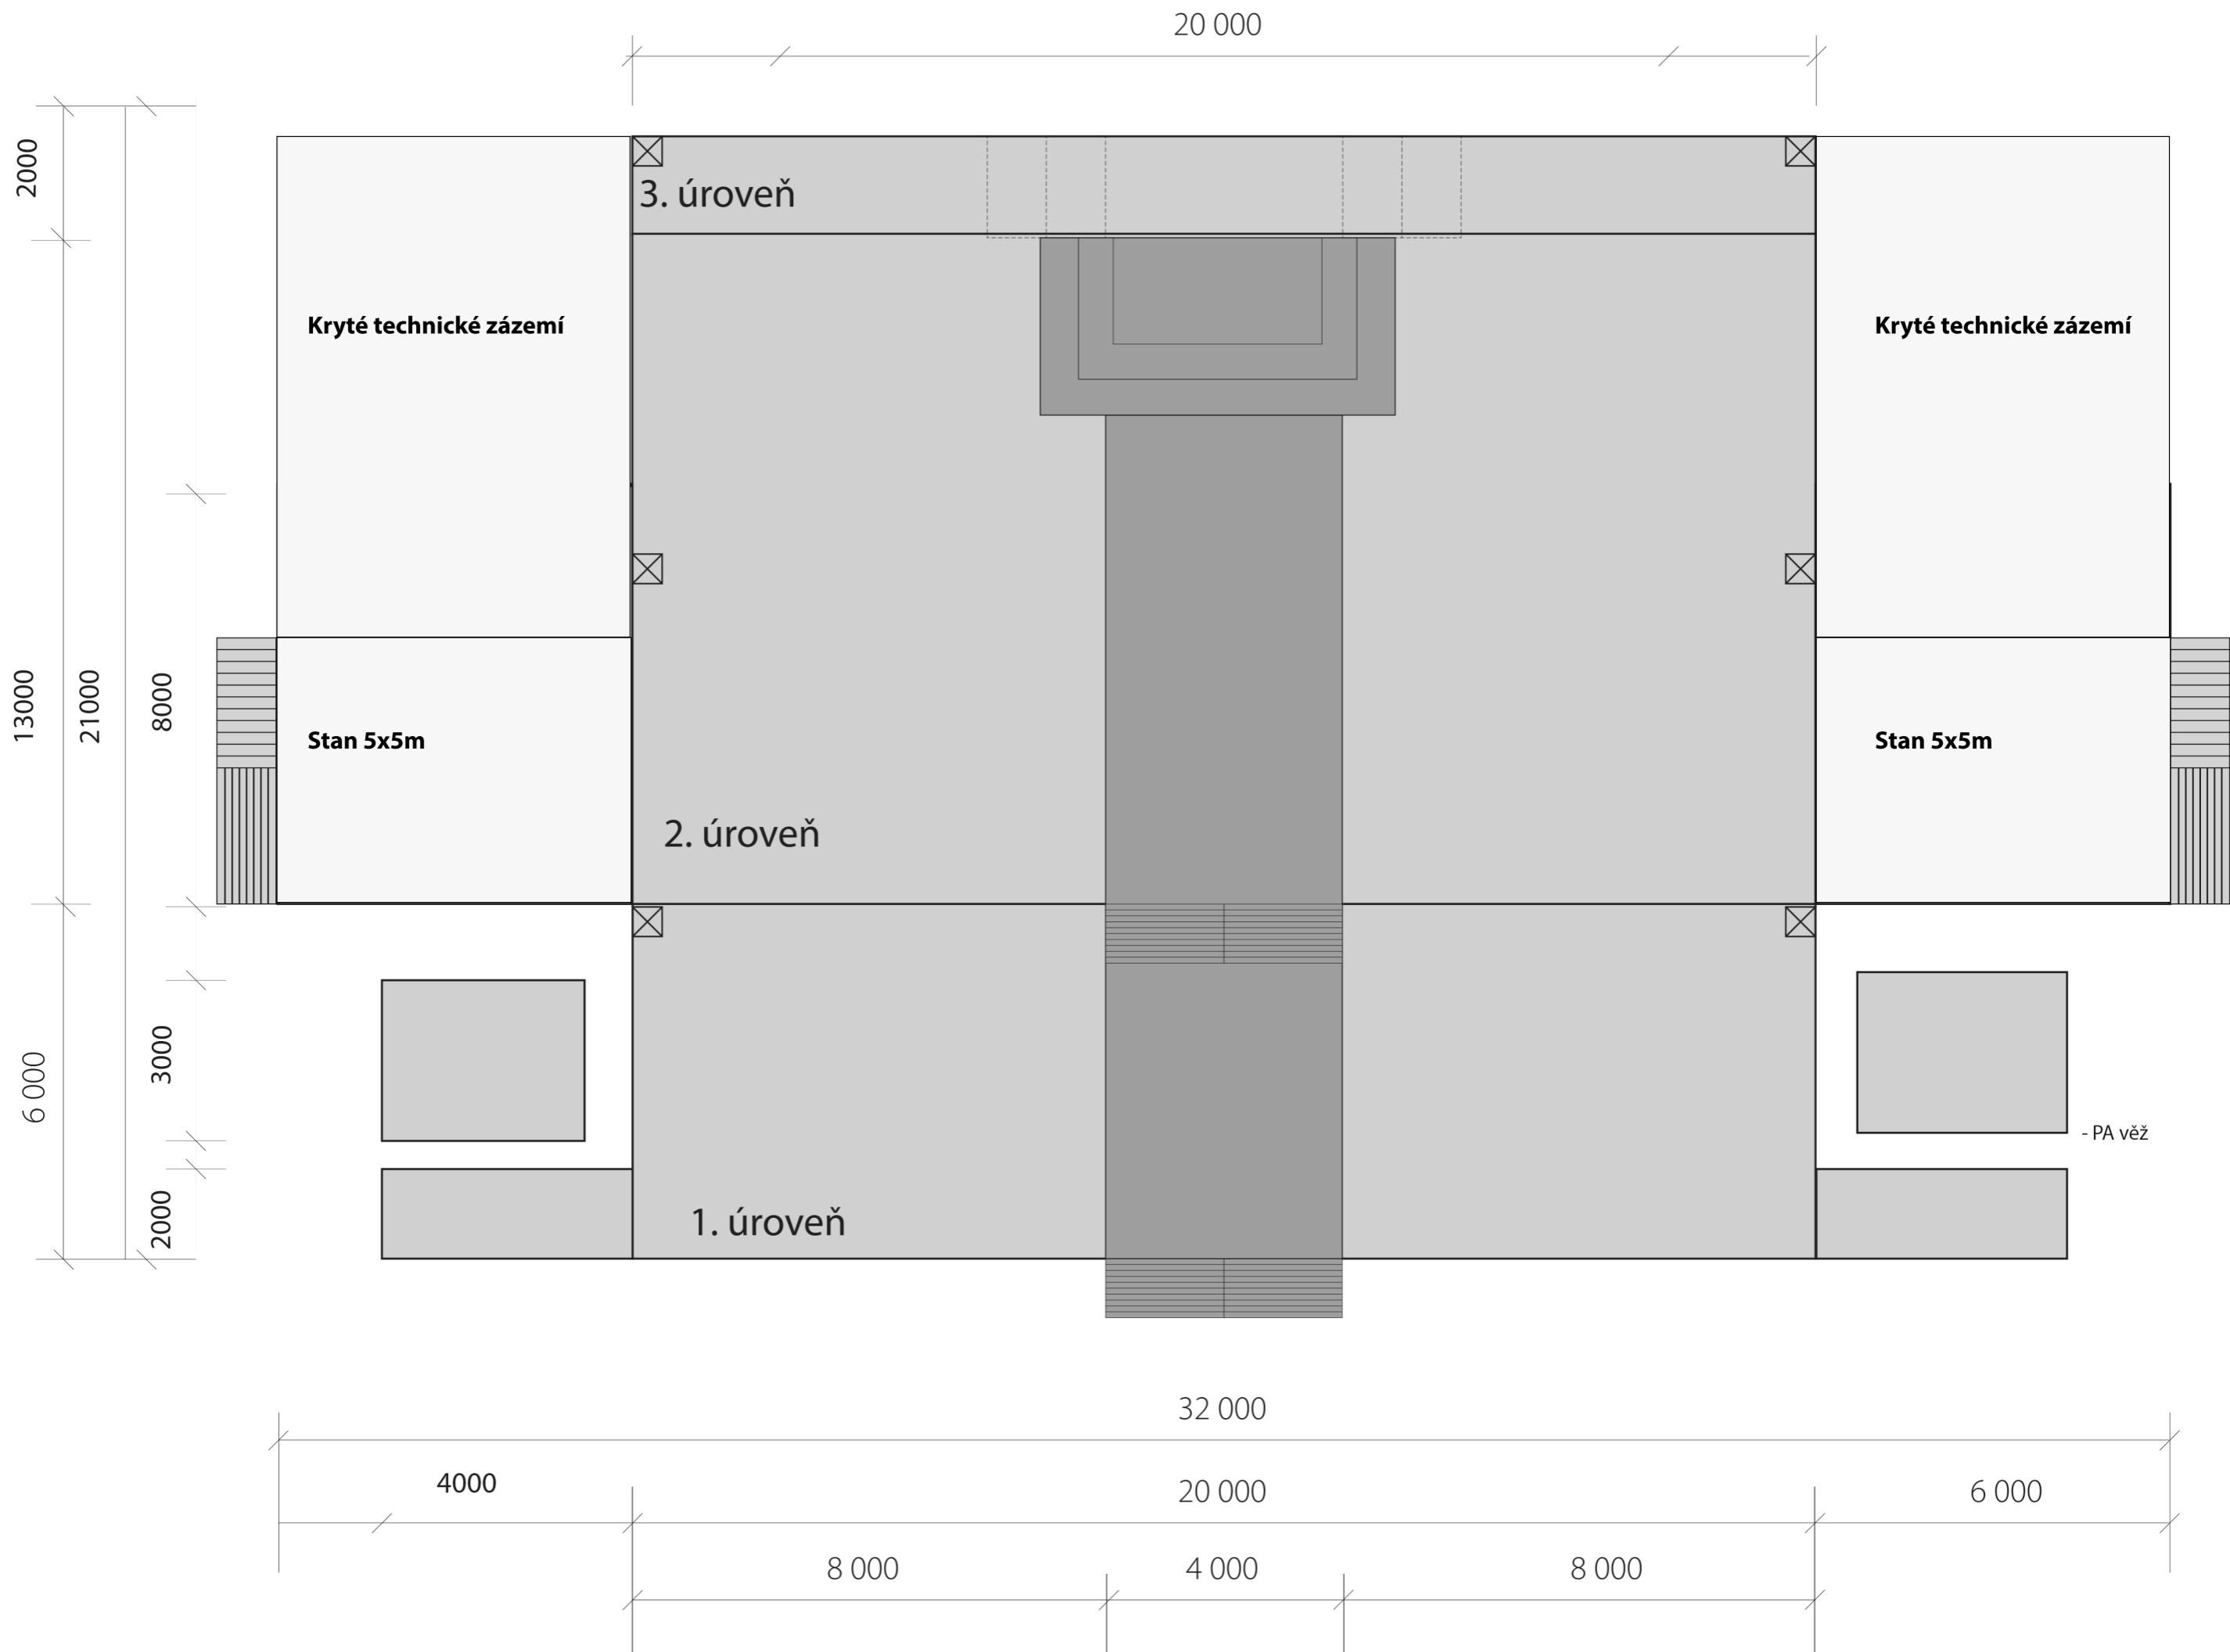 20 000
2000
3. úroveň
Kryté technické zázemí
Kryté technické zázemí
13000
21000
8000
Stan 5x5m
Stan 5x5m
2. úroveň
6 000
3000
- PA věž
2000
1. úroveň
32 000
4000
20 000
6 000
8 000
4 000
8 000